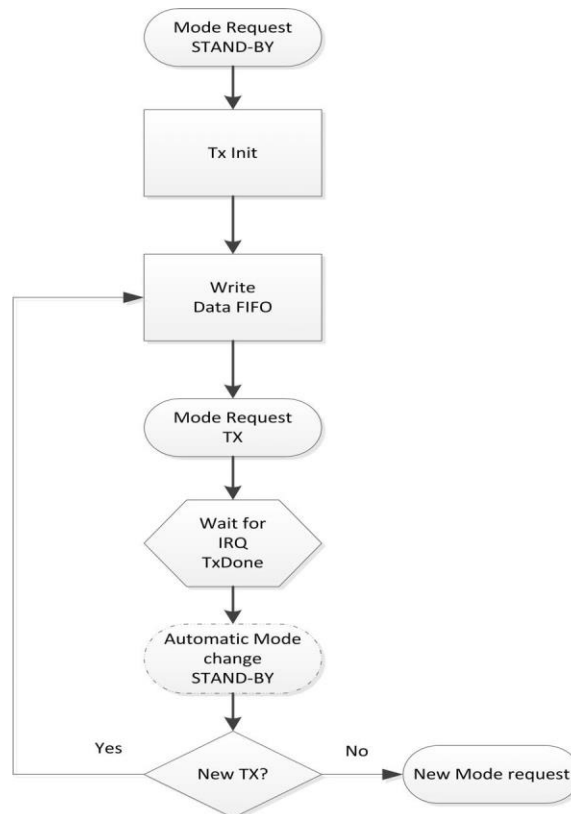 Mode Request
STAND-BY
Tx Init
Write
Data FIFO
Mode Request
TX
Wait for
IRQ
TxDone
Automatic Mode
change
STAND-BY
Yes
New TX?
No
New Mode request